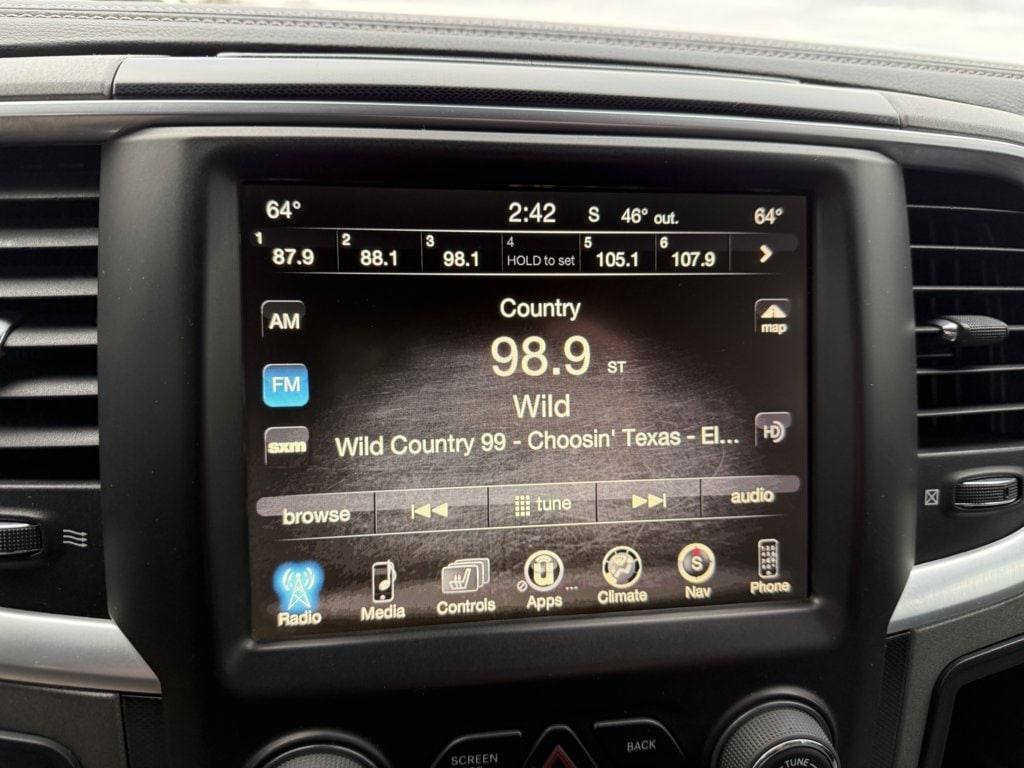 64° 2:42 S 46° out. 64°
1 87.9 2 88.1 3 98.1 4 HOLD to set 5 105.1 6 107.9
Country
AM
map
98.9 ST
FM
Wild
Wild Country 99 - Choosin' Texas - El...
HD
sxm
browse tune audio
Radio Media Controls Apps ... Climate S Nav Phone
SCREEN BACK
TUNE